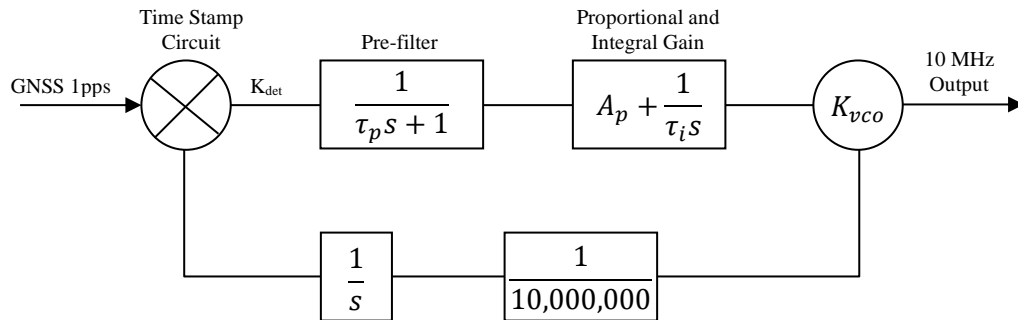 Time Stamp
Circuit
Pre-filter
Proportional and
Integral Gain
10 MHz
Output
GNSS 1pps
K_det
1
τ_p s + 1
A_p + 1
τ_i s
K_vco
1
s
1
10,000,000